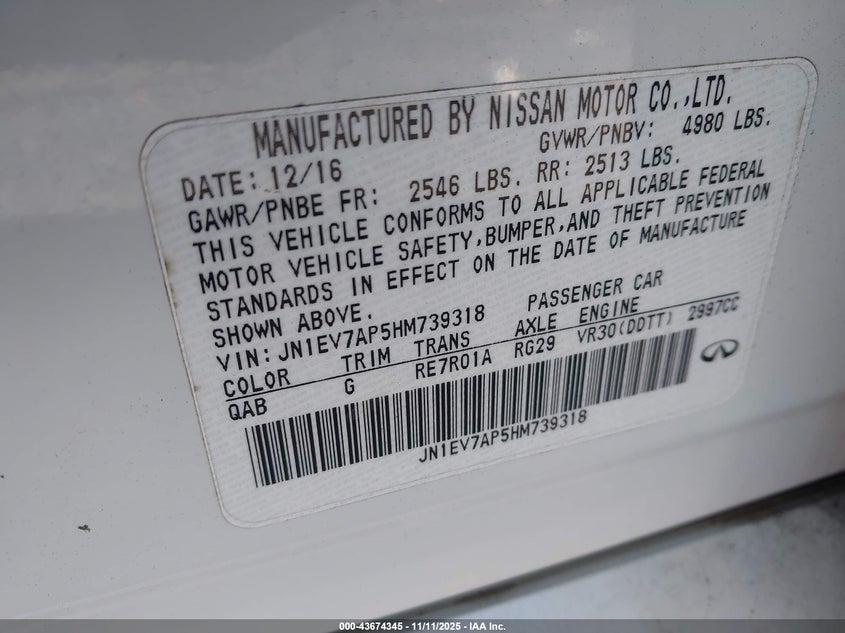 MANUFACTURED BY NISSAN MOTOR CO.,LTD.
DATE: 12/16 GVWR/PNBV: 4980 LBS.
GAWR/PNBE FR: 2546 LBS. RR: 2513 LBS.
THIS VEHICLE CONFORMS TO ALL APPLICABLE FEDERAL
MOTOR VEHICLE SAFETY,BUMPER,AND THEFT PREVENTION
STANDARDS IN EFFECT ON THE DATE OF MANUFACTURE
SHOWN ABOVE.
VIN: JN1EV7AP5HM739318 PASSENGER CAR
COLOR TRIM TRANS AXLE ENGINE
QAB G RE7R01A RG29 VR30(DDTT) 2997CC
JN1EV7AP5HM739318
000-43674345 - 11/11/2025 - IAA Inc.